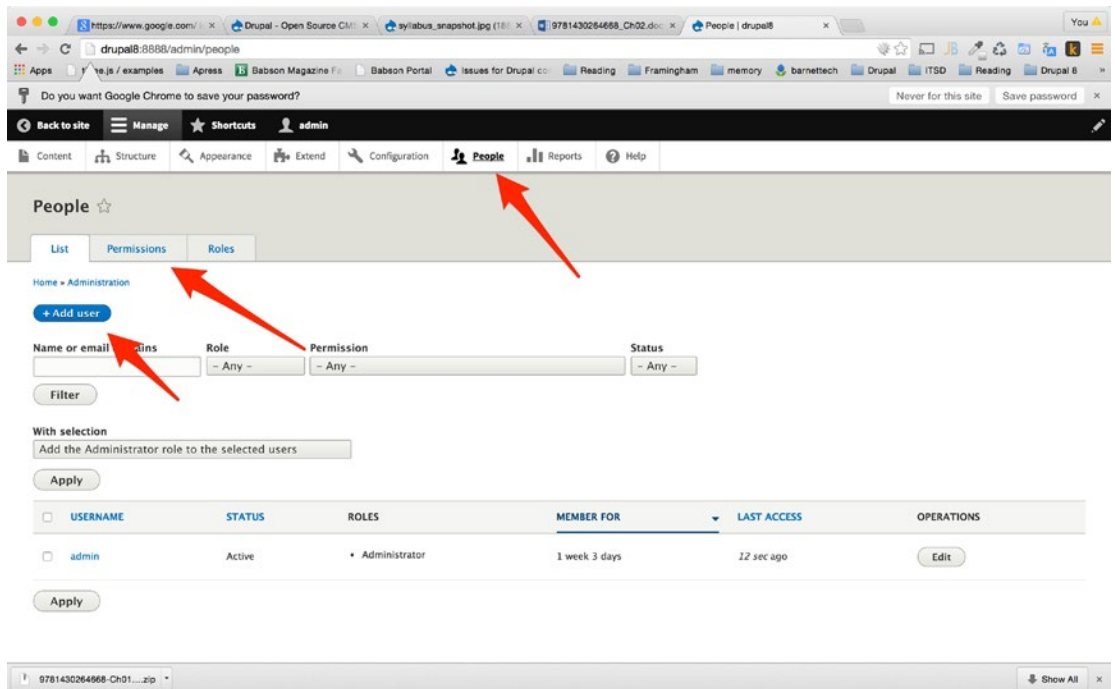 https://www.google.com/ Drupal - Open Source CMS syllabus_snapshot.jpg (188 9781430264668_Ch02.doc People | drupal8 You
drupal8:8888/admin/people
Apps / examples Apress Babson Magazine Babson Portal Issues for Drupal Reading Framingham memory barnettech Drupal ITSD Reading Drupal 8 »
Do you want Google Chrome to save your password? Never for this site Save password ×
Back to site Manage Shortcuts admin
Content Structure Appearance Extend Configuration People Reports Help
People
List Permissions Roles
Home » Administration
+ Add user
Name or email Role Permission Status
- Any - - Any - - Any -
Filter
With selection
Add the Administrator role to the selected users
Apply
USERNAME STATUS ROLES MEMBER FOR LAST ACCESS OPERATIONS
admin Active • Administrator 1 week 3 days 12 sec ago Edit
Apply
9781430264668-Ch01....zip Show All ×